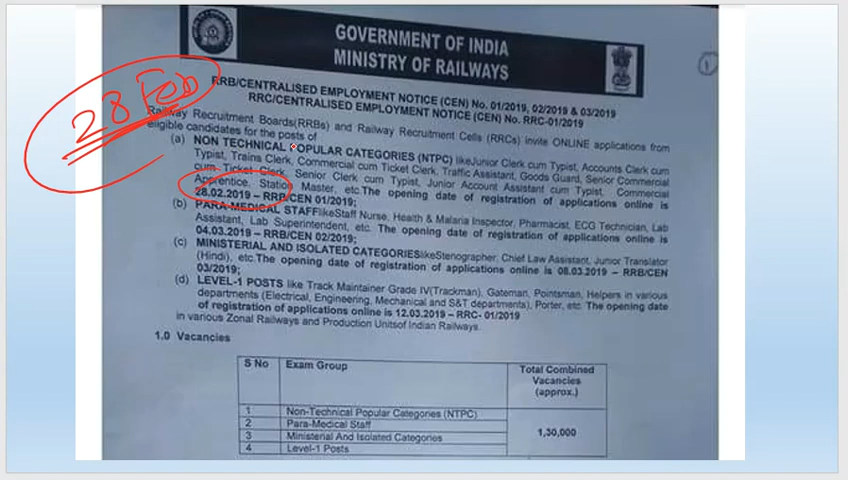 GOVERNMENT OF INDIA
MINISTRY OF RAILWAYS
1
28 Feb
RRB/CENTRALISED EMPLOYMENT NOTICE (CEN) No. 01/2019, 02/2019 & 03/2019
RRC/CENTRALISED EMPLOYMENT NOTICE (CEN) No. RRC-01/2019
Railway Recruitment Boards(RRBs) and Railway Recruitment Cells (RRCs) invite ONLINE applications from
eligible candidates for the posts of
(a) NON TECHNICAL POPULAR CATEGORIES (NTPC) likeJunior Clerk cum Typist, Accounts Clerk cum
Typist, Trains Clerk, Commercial cum Ticket Clerk, Traffic Assistant, Goods Guard, Senior Commercial
cum Ticket Clerk, Senior Clerk cum Typist, Junior Account Assistant cum Typist, Commercial
Apprentice, Station Master, etc.The opening date of registration of applications online is
28.02.2019 – RRB/CEN 01/2019;
(b) PARA-MEDICAL STAFFlikeStaff Nurse, Health & Malaria Inspector, Pharmacist, ECG Technician, Lab
Assistant, Lab Superintendent, etc. The opening date of registration of applications online is
04.03.2019 – RRB/CEN 02/2019;
(c) MINISTERIAL AND ISOLATED CATEGORIESlikeStenographer, Chief Law Assistant, Junior Translator
(Hindi), etc.The opening date of registration of applications online is 08.03.2019 – RRB/CEN
03/2019;
(d) LEVEL-1 POSTS like Track Maintainer Grade IV(Trackman), Gateman, Pointsman, Helpers in various
departments (Electrical, Engineering, Mechanical and S&T departments), Porter, etc. The opening date
of registration of applications online is 12.03.2019 – RRC- 01/2019
in various Zonal Railways and Production Unitsof Indian Railways.
1.0 Vacancies
S No Exam Group Total Combined
Vacancies
(approx.)
1 Non-Technical Popular Categories (NTPC)
2 Para-Medical Staff
3 Ministerial And Isolated Categories
4 Level-1 Posts
1,30,000